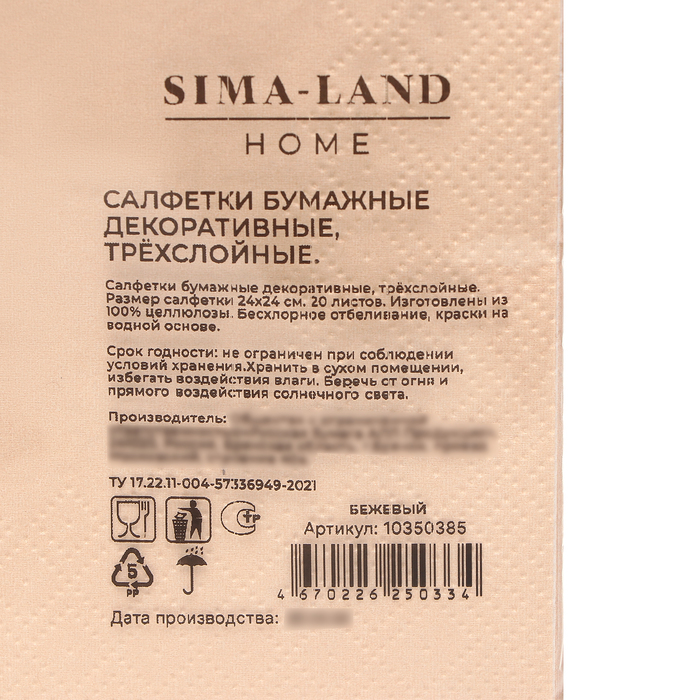 SIMA-LAND
HOME
САЛФЕТКИ БУМАЖНЫЕ
ДЕКОРАТИВНЫЕ,
ТРЁХСЛОЙНЫЕ.
Салфетки бумажные декоративные, трёхслойные.
Размер салфетки 24х24 см. 20 листов. Изготовлены из
100% целлюлозы. Бесхлорное отбеливание, краски на
водной основе.
Срок годности: не ограничен при соблюдении
условий хранения.Хранить в сухом помещении,
избегать воздействия влаги. Беречь от огня и
прямого воздействия солнечного света.
Производитель:
ТУ 17.22.11-004-57336949-2021
БЕЖЕВЫЙ
Артикул: 10350385
5
PP
4 670226 250334
Дата производства: